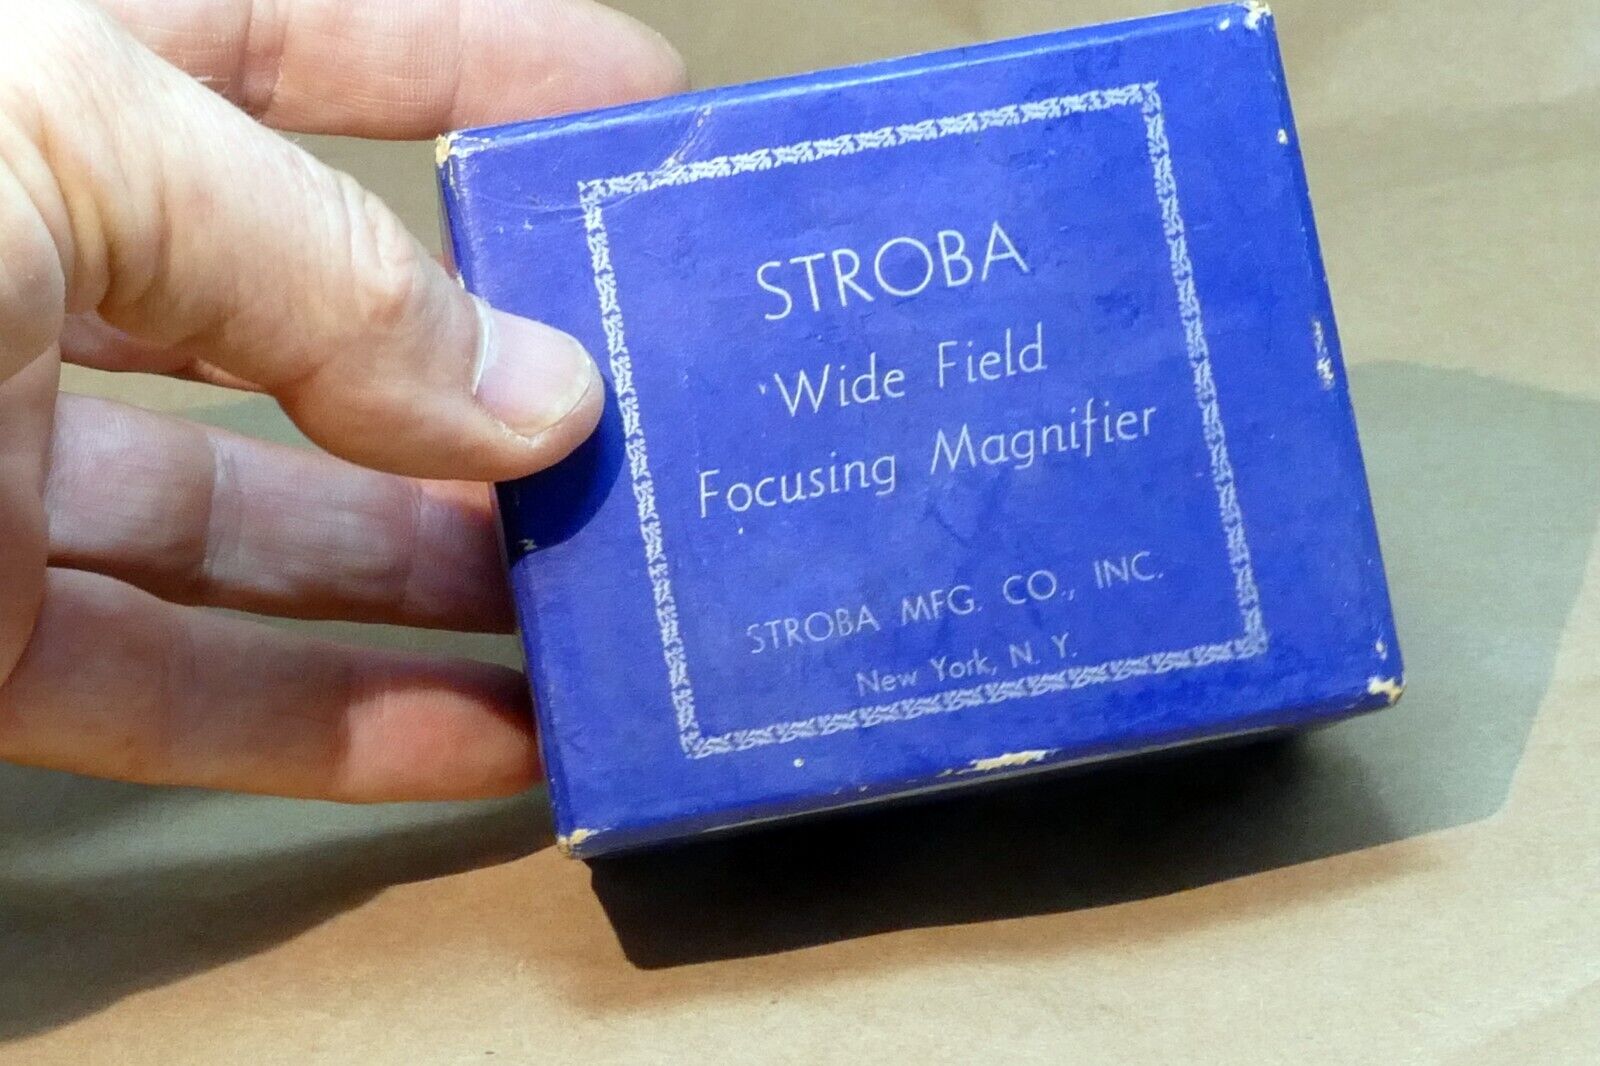 STROBA
Wide Field
Focusing Magnifier
STROBA MFG. CO., INC.
New York, N. Y.